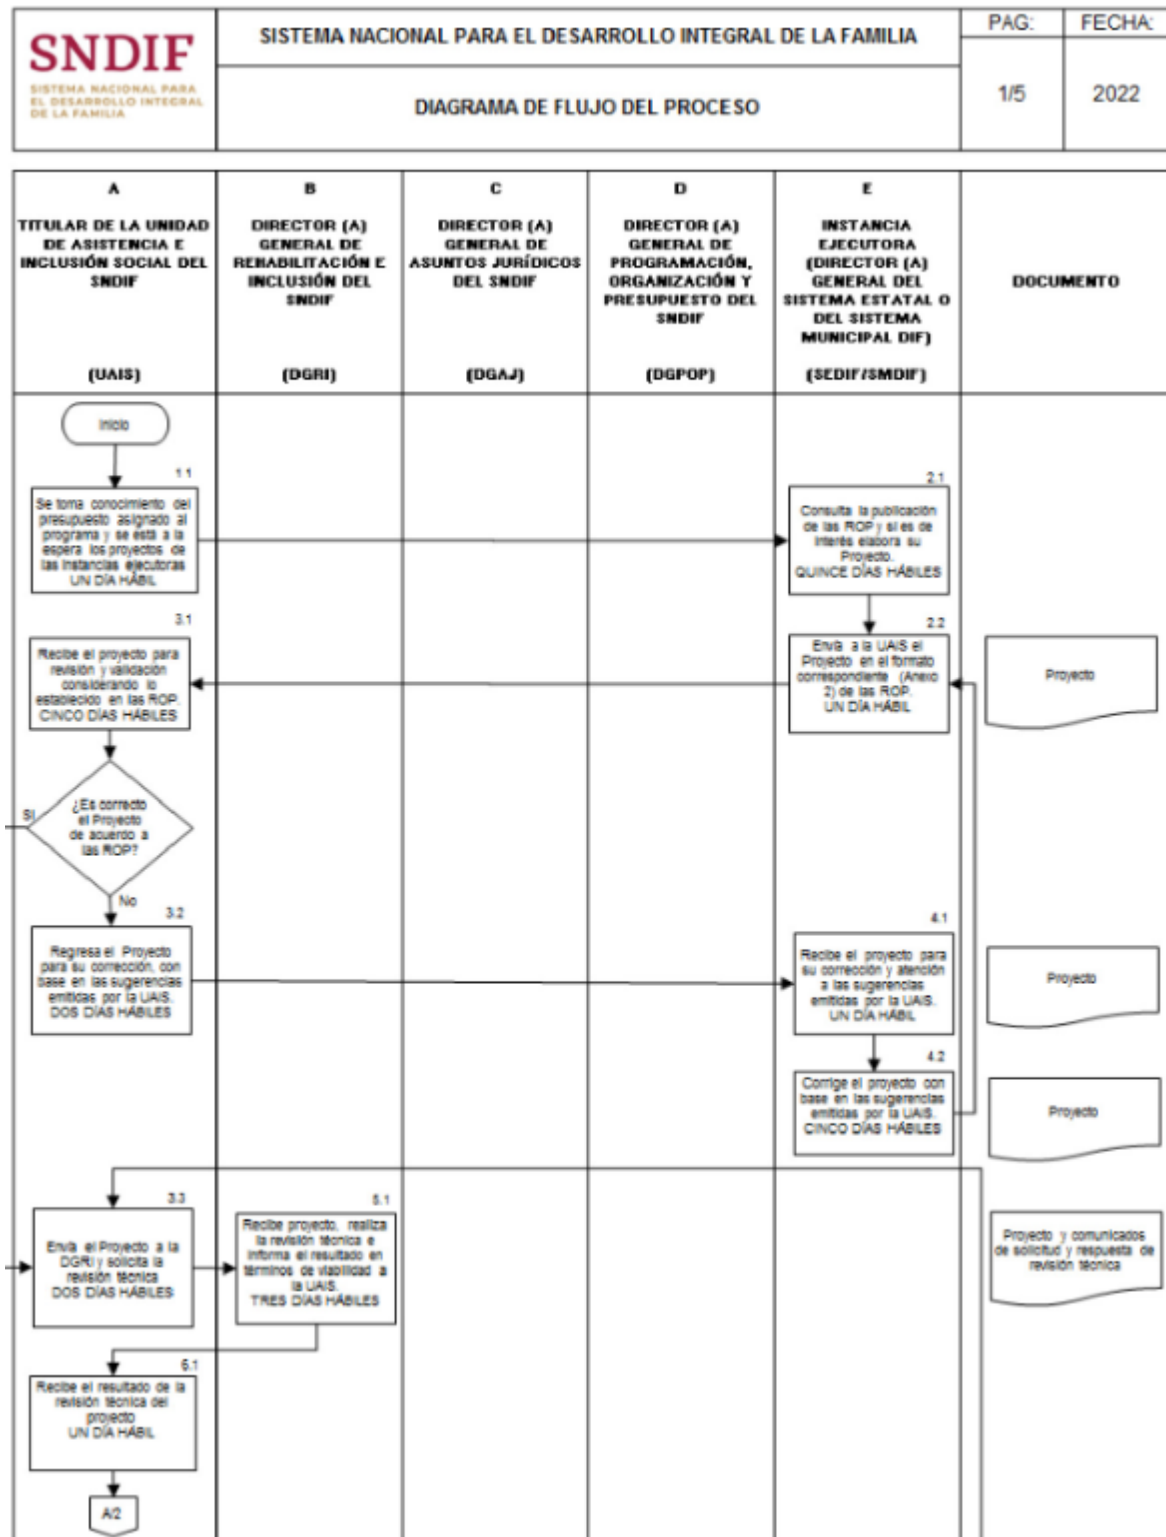 SNDIF
SISTEMA NACIONAL PARA
EL DESARROLLO INTEGRAL
DE LA FAMILIA
SISTEMA NACIONAL PARA EL DESARROLLO INTEGRAL DE LA FAMILIA
DIAGRAMA DE FLUJO DEL PROCESO
PAG:
FECHA:
1/5
2022
A
TITULAR DE LA UNIDAD
DE ASISTENCIA E
INCLUSIÓN SOCIAL DEL
SNDIF
(UAIS)
B
DIRECTOR (A)
GENERAL DE
REHABILITACIÓN E
INCLUSIÓN DEL
SNDIF
(DGRI)
C
DIRECTOR (A)
GENERAL DE
ASUNTOS JURÍDICOS
DEL SNDIF
(DGAJ)
D
DIRECTOR (A)
GENERAL DE
PROGRAMACIÓN,
ORGANIZACIÓN Y
PRESUPUESTO DEL
SNDIF
(DGPOP)
E
INSTANCIA
EJECUTORA
(DIRECTOR (A)
GENERAL DEL
SISTEMA ESTATAL O
DEL SISTEMA
MUNICIPAL DIF)
(SEDIF/SMDIF)
DOCUMENTO
Inicio
1.1
Se toma conocimiento del
presupuesto asignado al
programa y se está a la
espera los proyectos de
las instancias ejecutoras
UN DÍA HÁBIL
2.1
Consulta la publicación
de las ROP y si es de
interés elabora su
Proyecto.
QUINCE DÍAS HÁBILES
3.1
Recibe el proyecto para
revisión y validación
considerando lo
establecido en las ROP.
CINCO DÍAS HÁBILES
2.2
Envía a la UAIS el
Proyecto en el formato
correspondiente (Anexo
2) de las ROP.
UN DÍA HÁBIL
Proyecto
SI
¿Es correcto
el Proyecto
de acuerdo a
las ROP?
No
3.2
Regresa el Proyecto
para su corrección, con
base en las sugerencias
emitidas por la UAIS.
DOS DÍAS HÁBILES
4.1
Recibe el proyecto para
su corrección y atención
a las sugerencias
emitidas por la UAIS.
UN DÍA HÁBIL
Proyecto
4.2
Corrige el proyecto con
base en las sugerencias
emitidas por la UAIS.
CINCO DÍAS HÁBILES
Proyecto
3.3
Envía el Proyecto a la
DGRI y solicita la
revisión técnica
DOS DÍAS HÁBILES
5.1
Recibe proyecto, realiza
la revisión técnica e
informa el resultado en
términos de viabilidad a
la UAIS.
TRES DÍAS HÁBILES
Proyecto y comunicados
de solicitud y respuesta de
revisión técnica
6.1
Recibe el resultado de la
revisión técnica del
proyecto
UN DÍA HÁBIL
A/2